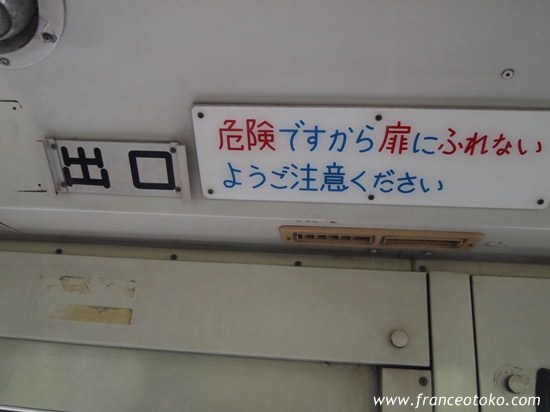 出口
危険ですから扉にふれない
ようご注意ください
www.franceotoko.com